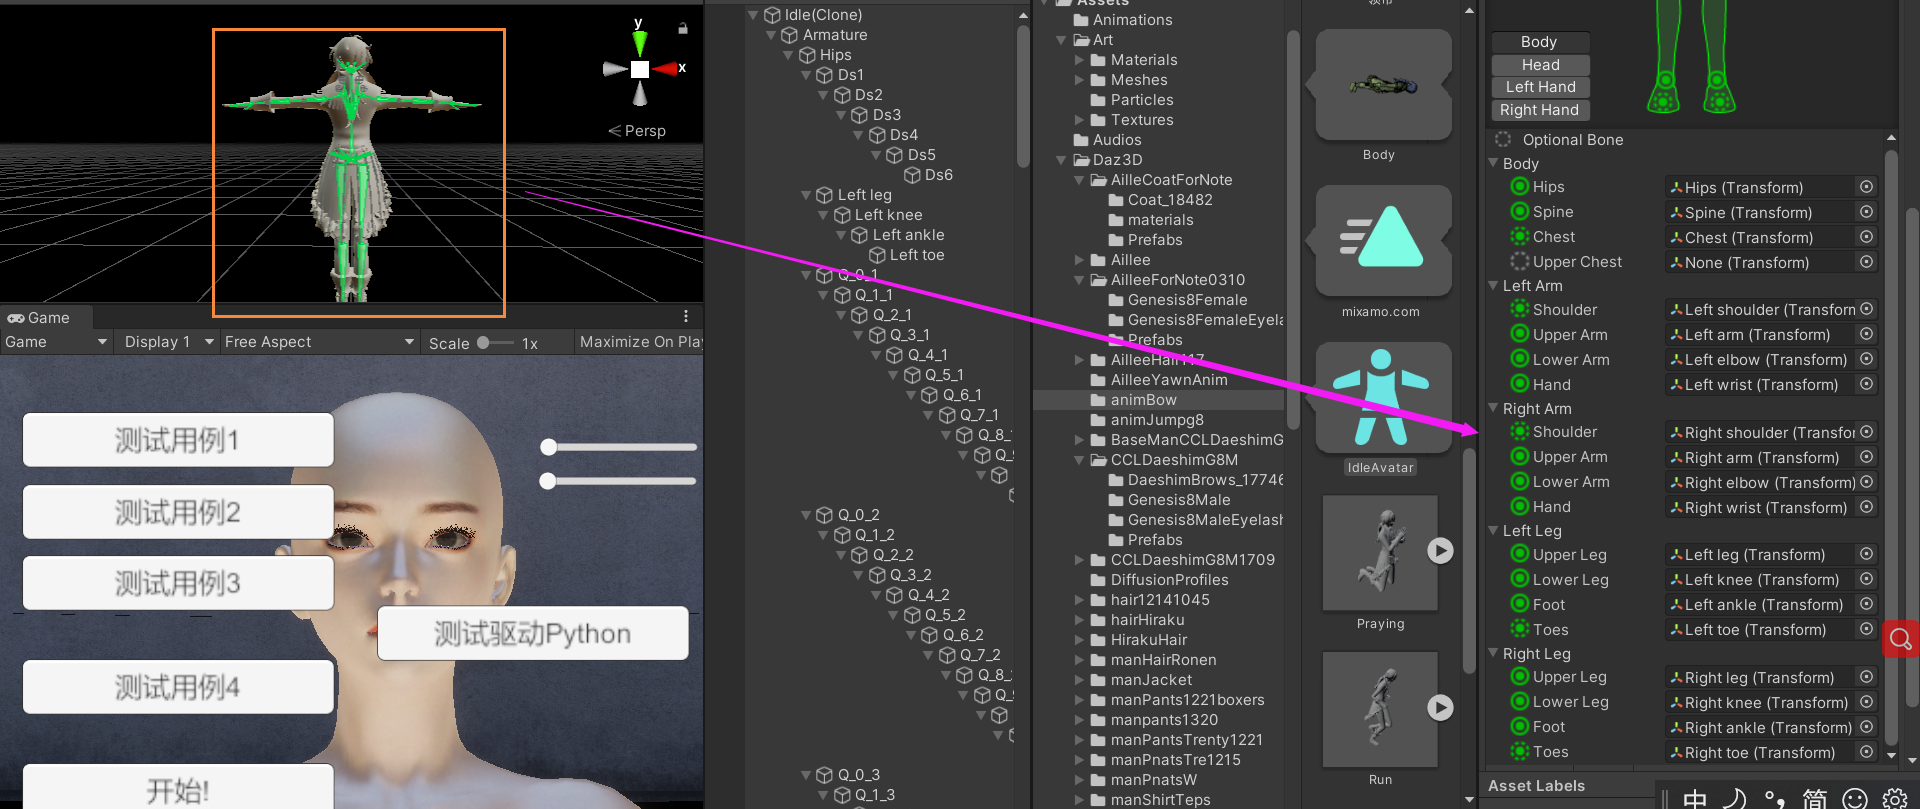 y
x
Persp
Game
Game
Display 1
Free Aspect
Scale
1x
Maximize On Play
测试用例1
测试用例2
测试用例3
测试驱动Python
测试用例4
开始!
Idle(Clone)
Armature
Hips
Ds1
Ds2
Ds3
Ds4
Ds5
Ds6
Left leg
Left knee
Left ankle
Left toe
Q_0_1
Q_1_1
Q_2_1
Q_3_1
Q_4_1
Q_5_1
Q_6_1
Q_7_1
Q_8_
Q_0_2
Q_1_2
Q_2_2
Q_3_2
Q_4_2
Q_5_2
Q_6_2
Q_7_2
Q_8_
Q_0_3
Q_1_3
Assets
Animations
Art
Materials
Meshes
Particles
Textures
Audios
Daz3D
AilleCoatForNote
Coat_18482
materials
Prefabs
Aillee
AilleeForNote0310
Genesis8Female
Genesis8FemaleEyela
Prefabs
AilleeHair117
AilleeYawnAnim
animBow
animJumpg8
BaseManCCLDaeshimG
CCLDaeshimG8M
DaeshimBrows_17746
Genesis8Male
Genesis8MaleEyelash
Prefabs
CCLDaeshimG8M1709
DiffusionProfiles
hair12141045
hairHiraku
HirakuHair
manHairRonen
manJacket
manPants1221boxers
manpants1320
manPantsTrenty1221
manPnatsTre1215
manPnatsW
manShirtTeps
Body
mixamo.com
IdleAvatar
Praying
Run
Body
Head
Left Hand
Right Hand
Optional Bone
Body
Hips Hips (Transform)
Spine Spine (Transform)
Chest Chest (Transform)
Upper Chest None (Transform)
Left Arm
Shoulder Left shoulder (Transform
Upper Arm Left arm (Transform)
Lower Arm Left elbow (Transform)
Hand Left wrist (Transform)
Right Arm
Shoulder Right shoulder (Transfor
Upper Arm Right arm (Transform)
Lower Arm Right elbow (Transform)
Hand Right wrist (Transform)
Left Leg
Upper Leg Left leg (Transform)
Lower Leg Left knee (Transform)
Foot Left ankle (Transform)
Toes Left toe (Transform)
Right Leg
Upper Leg Right leg (Transform)
Lower Leg Right knee (Transform)
Foot Right ankle (Transform)
Toes Right toe (Transform)
Asset Labels
中 简